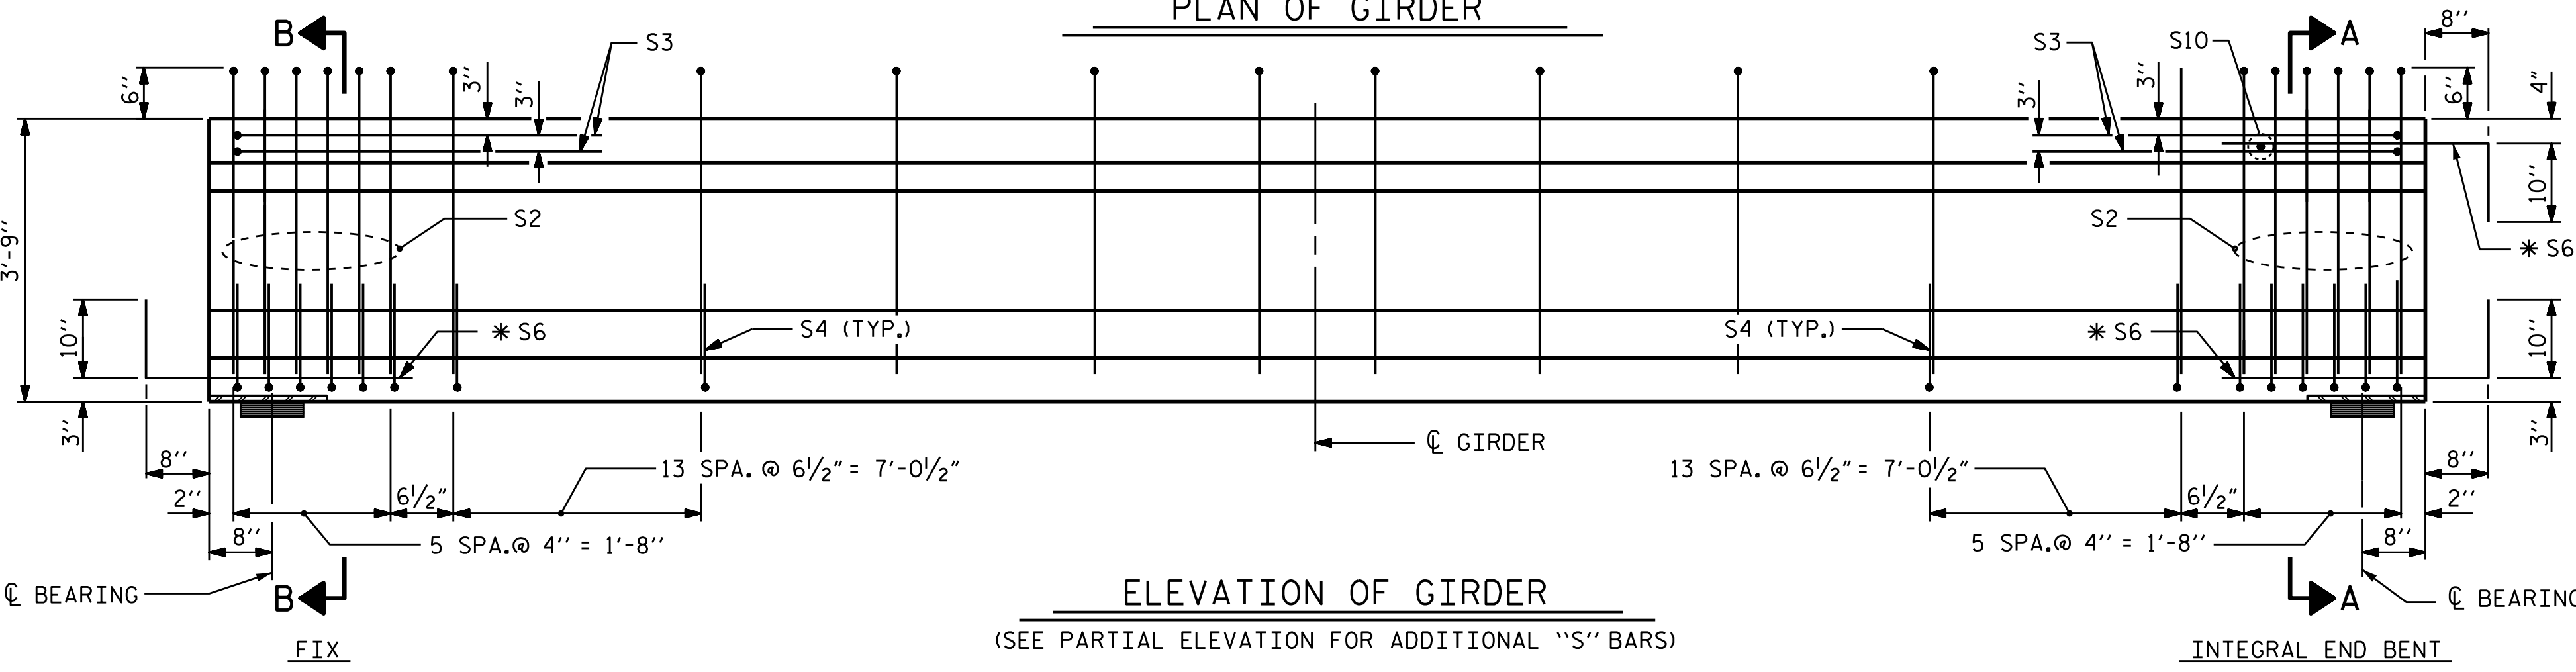 PLAN OF GIRDER
B
A
8''
S3
S3
S10
6''
3''
3''
3''
3''
6''
4"
10''
3'-9''
S2
S2
✳ S6
10''
✳ S6
S4 (TYP.)
S4 (TYP.)
✳ S6
10''
3''
3''
℄ GIRDER
8''
13 SPA. @ 6½" = 7'-0½"
13 SPA. @ 6½" = 7'-0½"
8''
2''
6½"
6½"
2''
8''
5 SPA.@ 4'' = 1'-8''
5 SPA.@ 4'' = 1'-8''
8''
℄ BEARING
B
ELEVATION OF GIRDER
A
℄ BEARING
(SEE PARTIAL ELEVATION FOR ADDITIONAL ''S'' BARS)
FIX
INTEGRAL END BENT